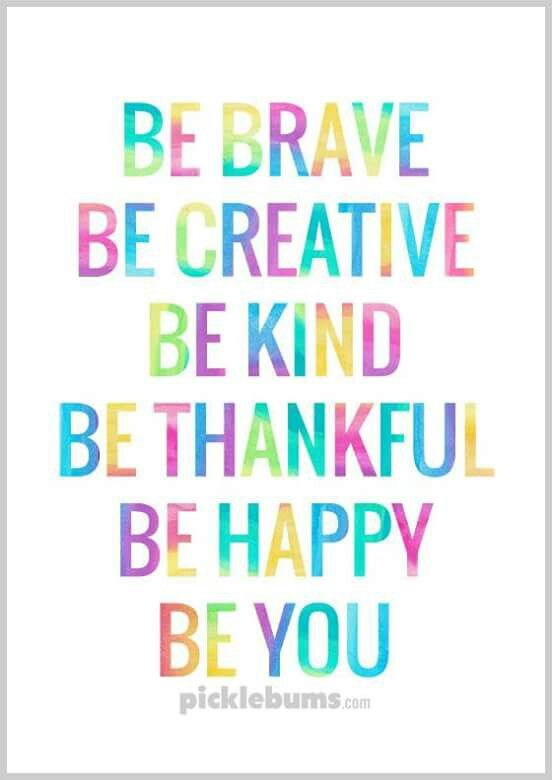 BE BRAVE
BE CREATIVE
BE KIND
BE THANKFUL
BE HAPPY
BE YOU
picklebums.com